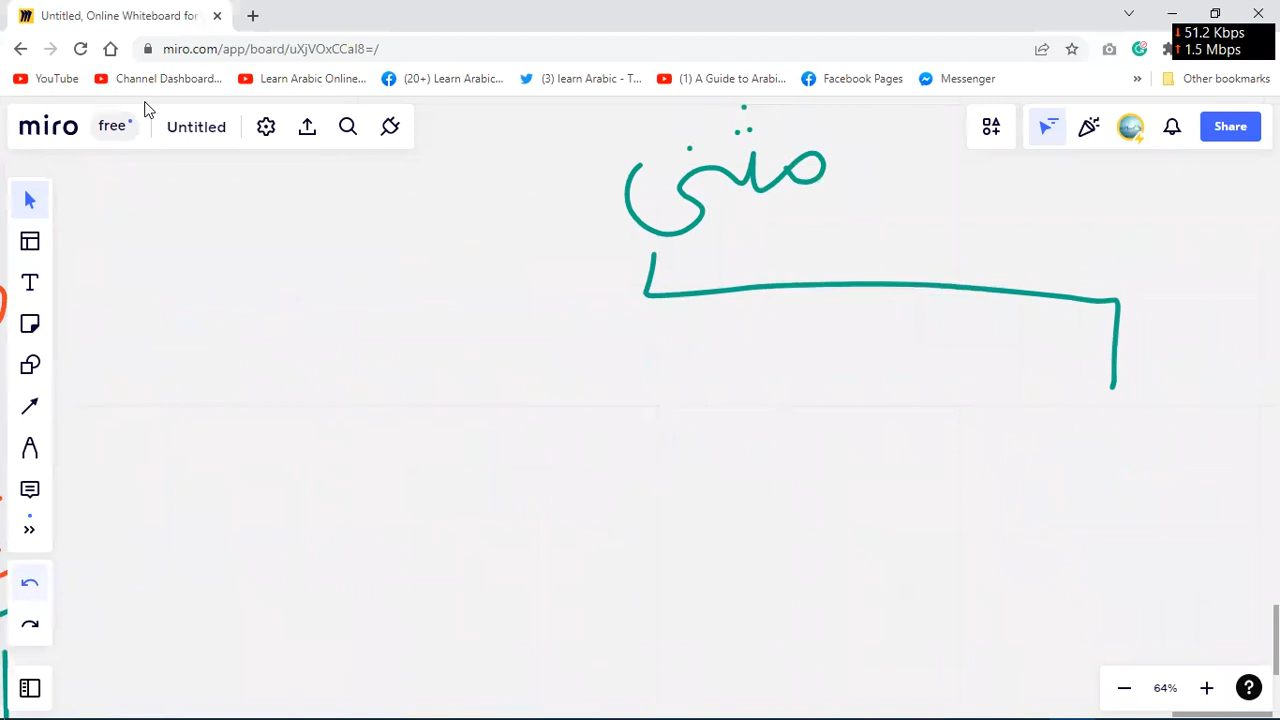 Untitled, Online Whiteboard for
51.2 Kbps
1.5 Mbps
miro.com/app/board/uXjVOxCCal8=/
YouTube Channel Dashboard... Learn Arabic Online... (20+) Learn Arabic... (3) learn Arabic - T... (1) A Guide to Arabi... Facebook Pages Messenger » Other bookmarks
miro free Untitled Share
64%